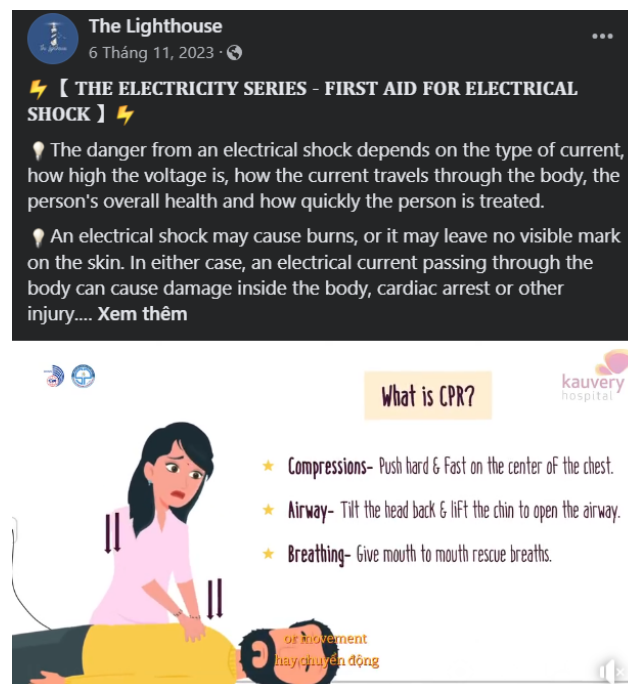 The Lighthouse
6 Tháng 11, 2023 ·
⚡【 THE ELECTRICITY SERIES - FIRST AID FOR ELECTRICAL
SHOCK 】⚡
💡The danger from an electrical shock depends on the type of current,
how high the voltage is, how the current travels through the body, the
person's overall health and how quickly the person is treated.
💡An electrical shock may cause burns, or it may leave no visible mark
on the skin. In either case, an electrical current passing through the
body can cause damage inside the body, cardiac arrest or other
injury.... Xem thêm
What is CPR?
kauvery
hospital
★ Compressions- Push hard & Fast on the center of the chest.
★ Airway- Tilt the head back & lift the chin to open the airway.
★ Breathing- Give mouth to mouth rescue breaths.
or movement
hay chuyển động